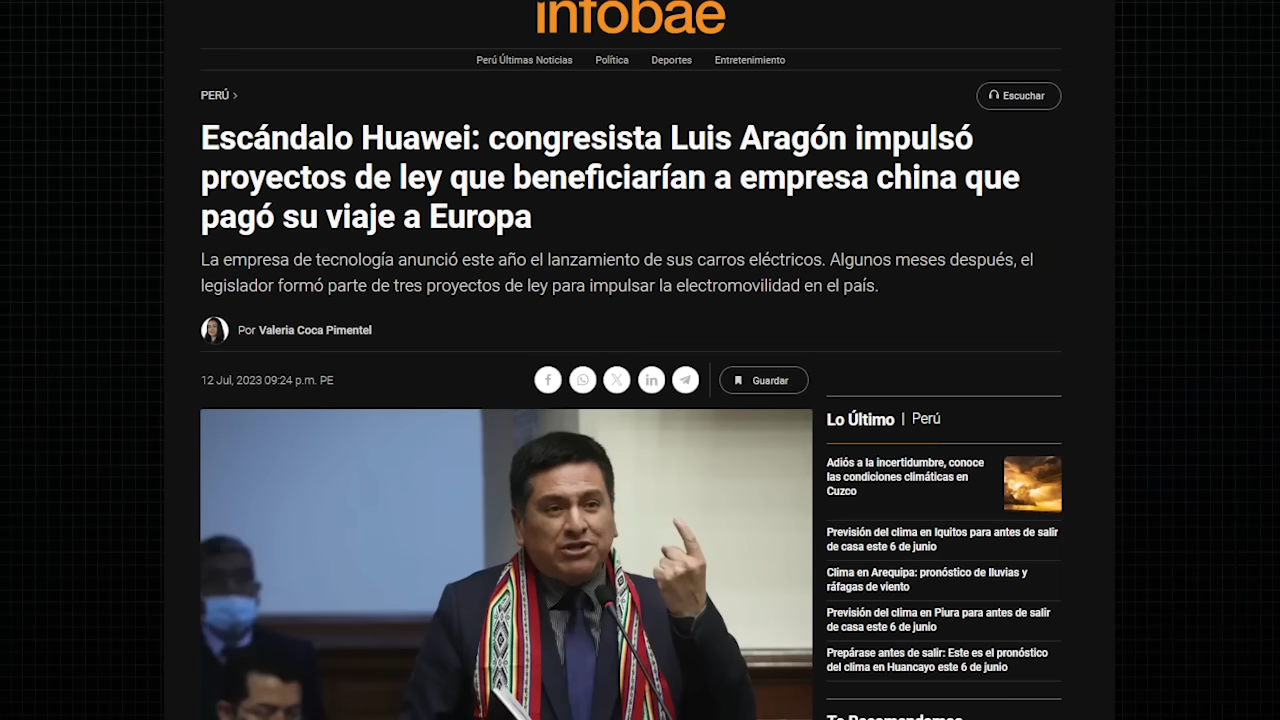 infobae
Perú Últimas Noticias Política Deportes Entretenimiento
PERÚ >
Escuchar
Escándalo Huawei: congresista Luis Aragón impulsó
proyectos de ley que beneficiarían a empresa china que
pagó su viaje a Europa
La empresa de tecnología anunció este año el lanzamiento de sus carros eléctricos. Algunos meses después, el
legislador formó parte de tres proyectos de ley para impulsar la electromovilidad en el país.
Por Valeria Coca Pimentel
12 Jul, 2023 09:24 p.m. PE
Guardar
Lo Último | Perú
Adiós a la incertidumbre, conoce
las condiciones climáticas en
Cuzco
Previsión del clima en Iquitos para antes de salir
de casa este 6 de junio
Clima en Arequipa: pronóstico de lluvias y
ráfagas de viento
Previsión del clima en Piura para antes de salir
de casa este 6 de junio
Prepárase antes de salir: Este es el pronóstico
del clima en Huancayo este 6 de junio
Te Recomendamos